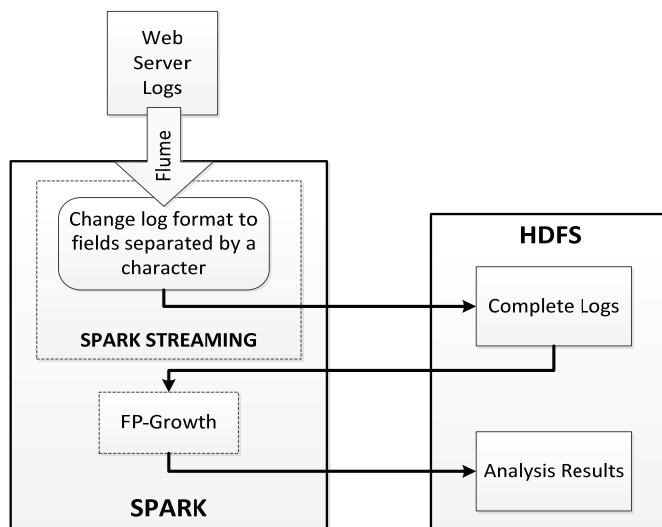 Web
Server
Logs
Flume
Change log format to
fields separated by a
character
SPARK STREAMING
HDFS
Complete Logs
FP-Growth
Analysis Results
SPARK